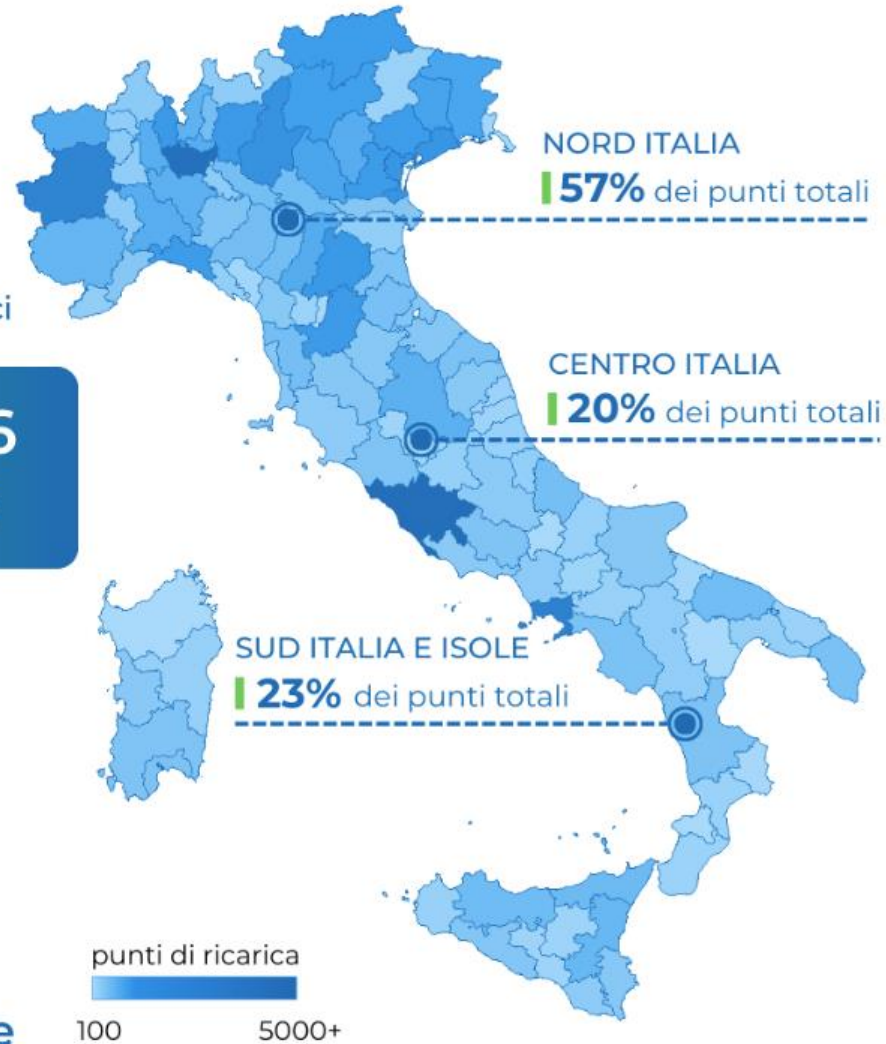 NORD ITALIA
57% dei punti totali
ci
CENTRO ITALIA
20% dei punti totali
S
SUD ITALIA E ISOLE
23% dei punti totali
punti di ricarica
100 5000+
e